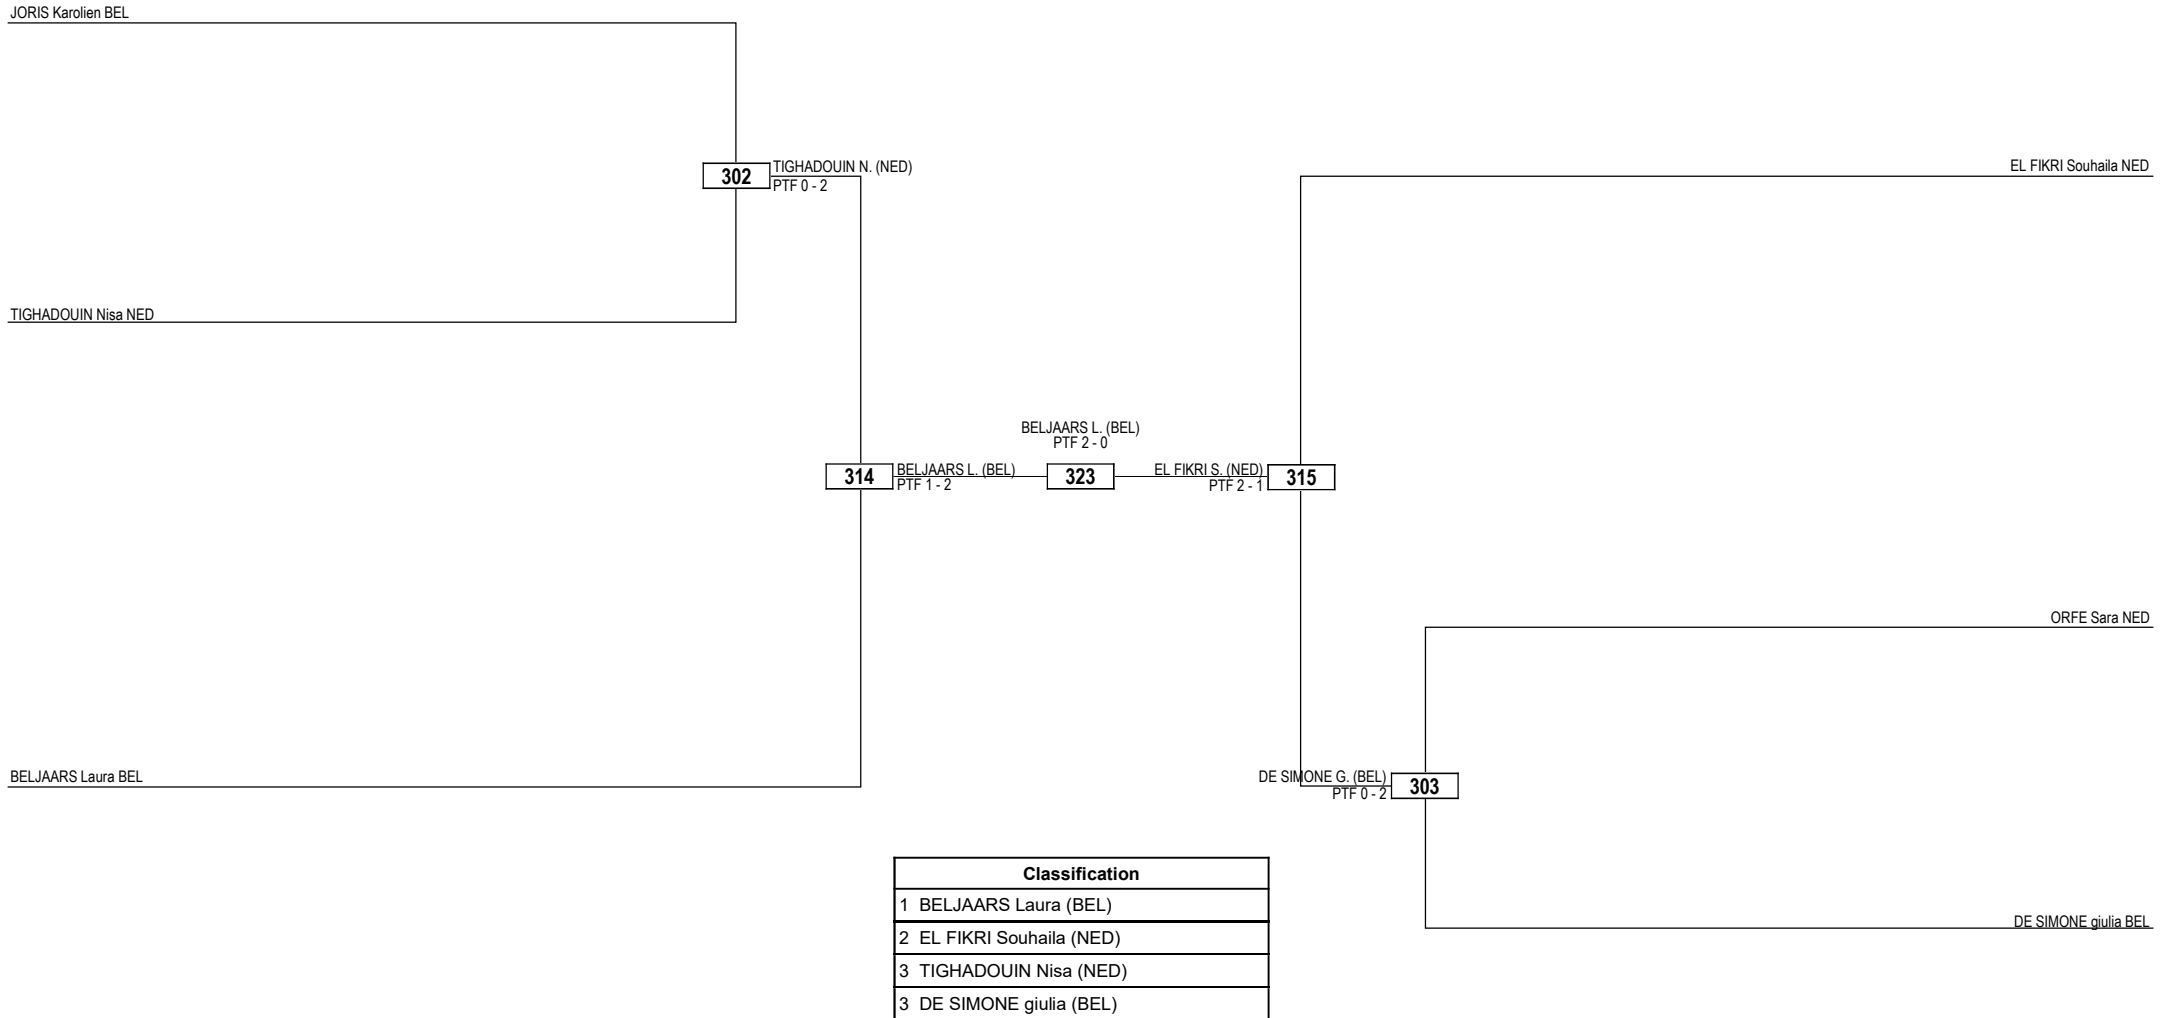 JORIS Karolien BEL
TIGHADOUIN N. (NED)
302
PTF 0 - 2
EL FIKRI Souhaila NED
TIGHADOUIN Nisa NED
BELJAARS L. (BEL)
PTF 2 - 0
314
BELJAARS L. (BEL)
PTF 1 - 2
323
EL FIKRI S. (NED)
PTF 2 - 1
315
ORFE Sara NED
BELJAARS Laura BEL
DE SIMONE G. (BEL)
PTF 0 - 2
303
DE SIMONE giulia BEL
Classification
1 BELJAARS Laura (BEL)
2 EL FIKRI Souhaila (NED)
3 TIGHADOUIN Nisa (NED)
3 DE SIMONE giulia (BEL)